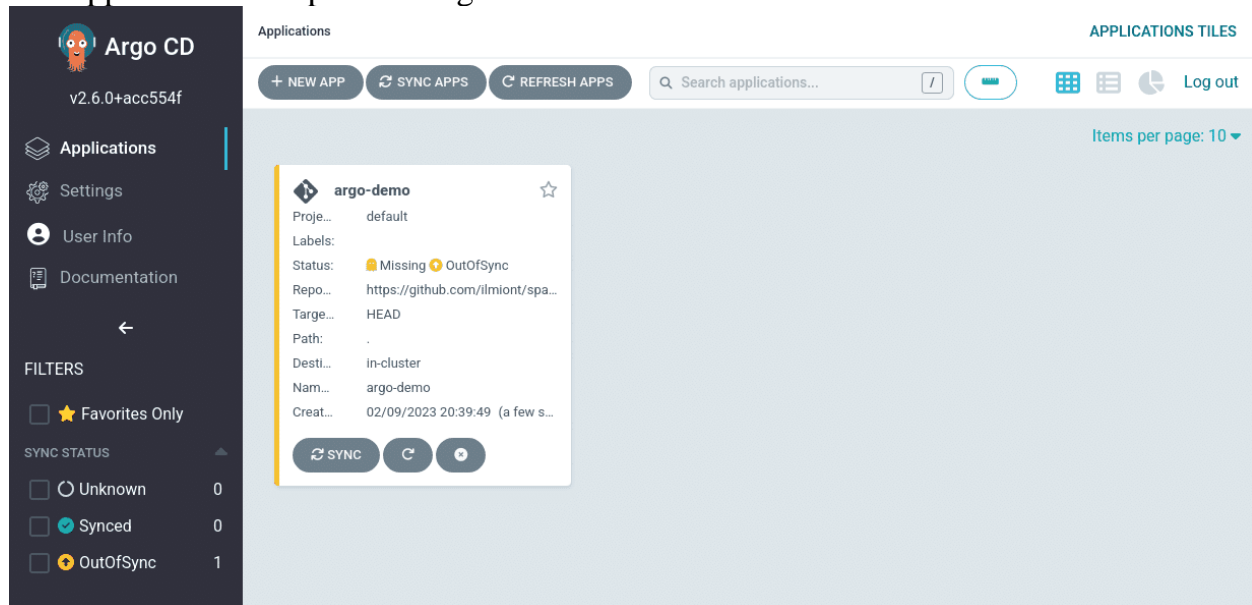 Argo CD
v2.6.0+acc554f
Applications
Settings
User Info
Documentation
FILTERS
Favorites Only
SYNC STATUS
Unknown 0
Synced 0
OutOfSync 1
Applications
APPLICATIONS TILES
+ NEW APP
SYNC APPS
REFRESH APPS
Search applications...
/
Log out
Items per page: 10
argo-demo
Proje... default
Labels:
Status: Missing OutOfSync
Repo... https://github.com/ilmiont/spa...
Targe... HEAD
Path: .
Desti... in-cluster
Nam... argo-demo
Creat... 02/09/2023 20:39:49 (a few s...
SYNC